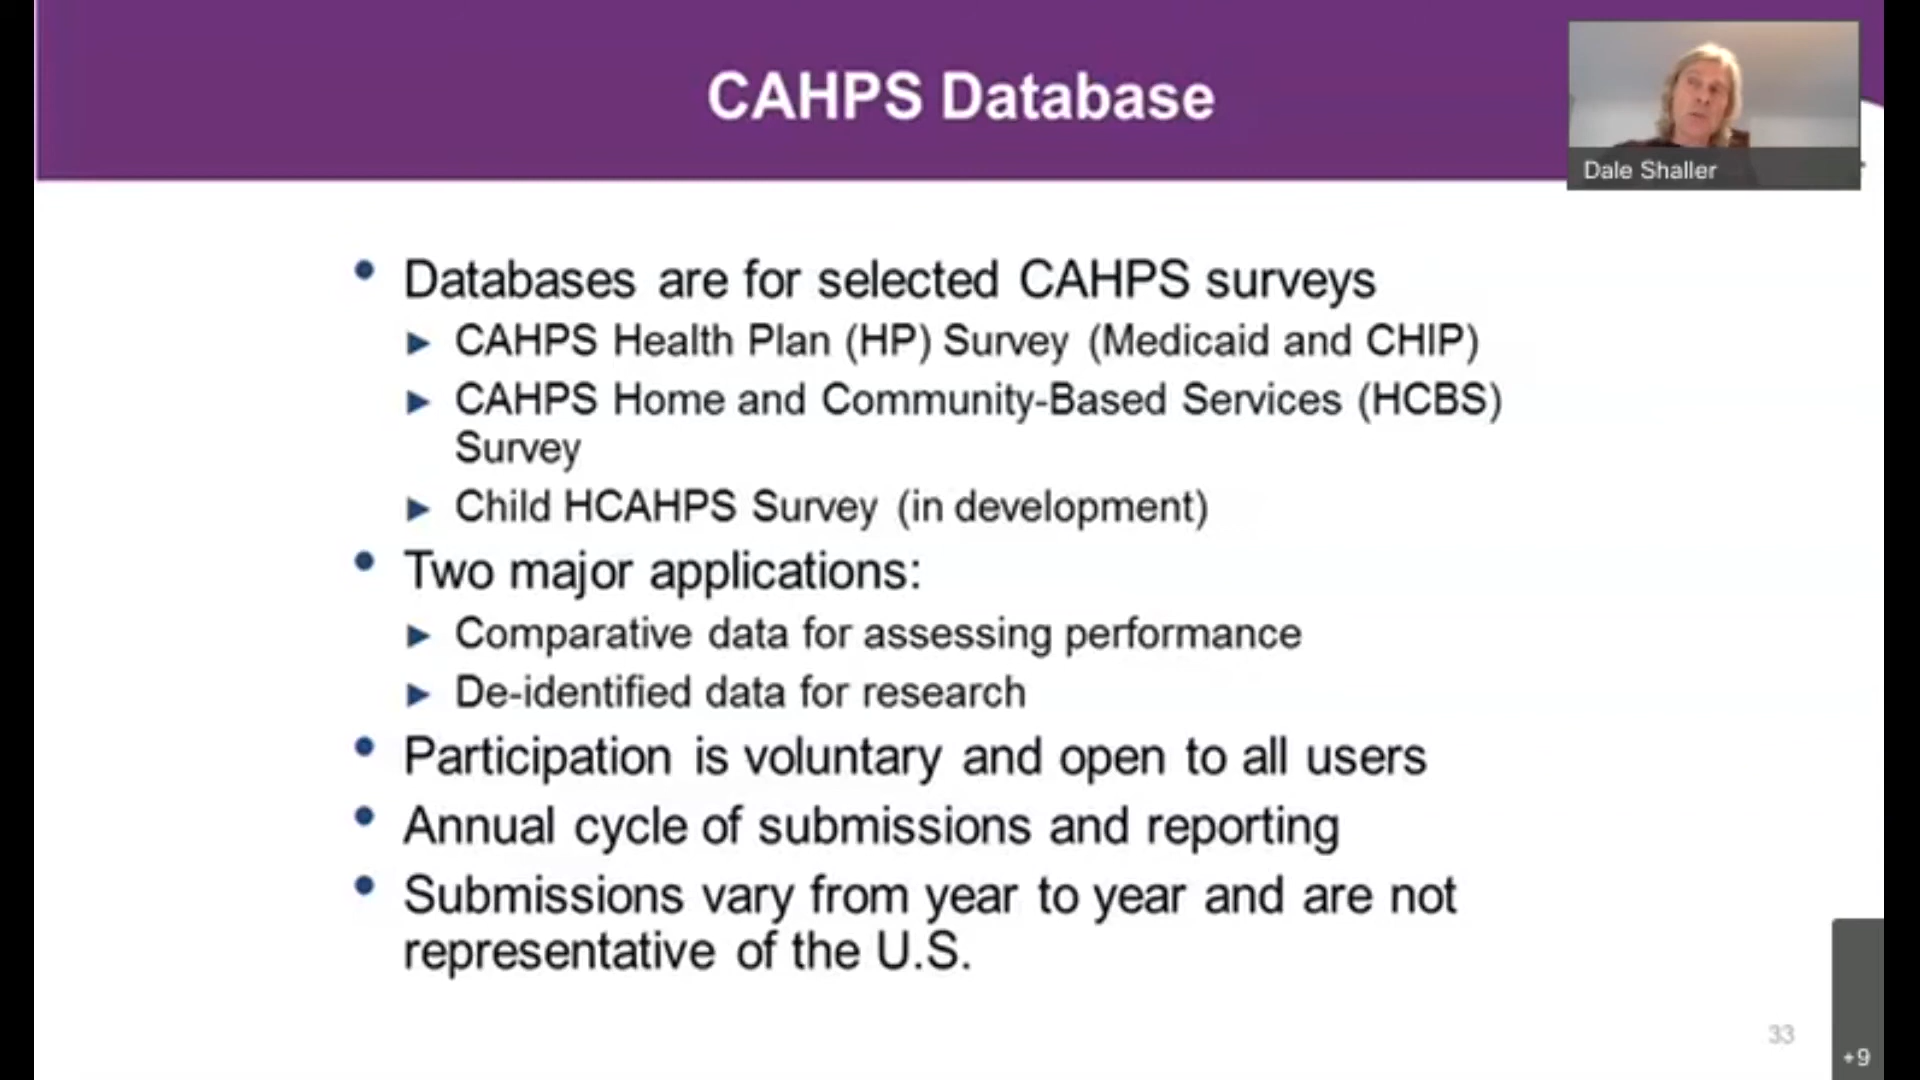 CAHPS Database
Dale Shaller
• Databases are for selected CAHPS surveys
► CAHPS Health Plan (HP) Survey (Medicaid and CHIP)
► CAHPS Home and Community-Based Services (HCBS)
Survey
► Child HCAHPS Survey (in development)
• Two major applications:
► Comparative data for assessing performance
► De-identified data for research
• Participation is voluntary and open to all users
• Annual cycle of submissions and reporting
• Submissions vary from year to year and are not
representative of the U.S.
33
+9